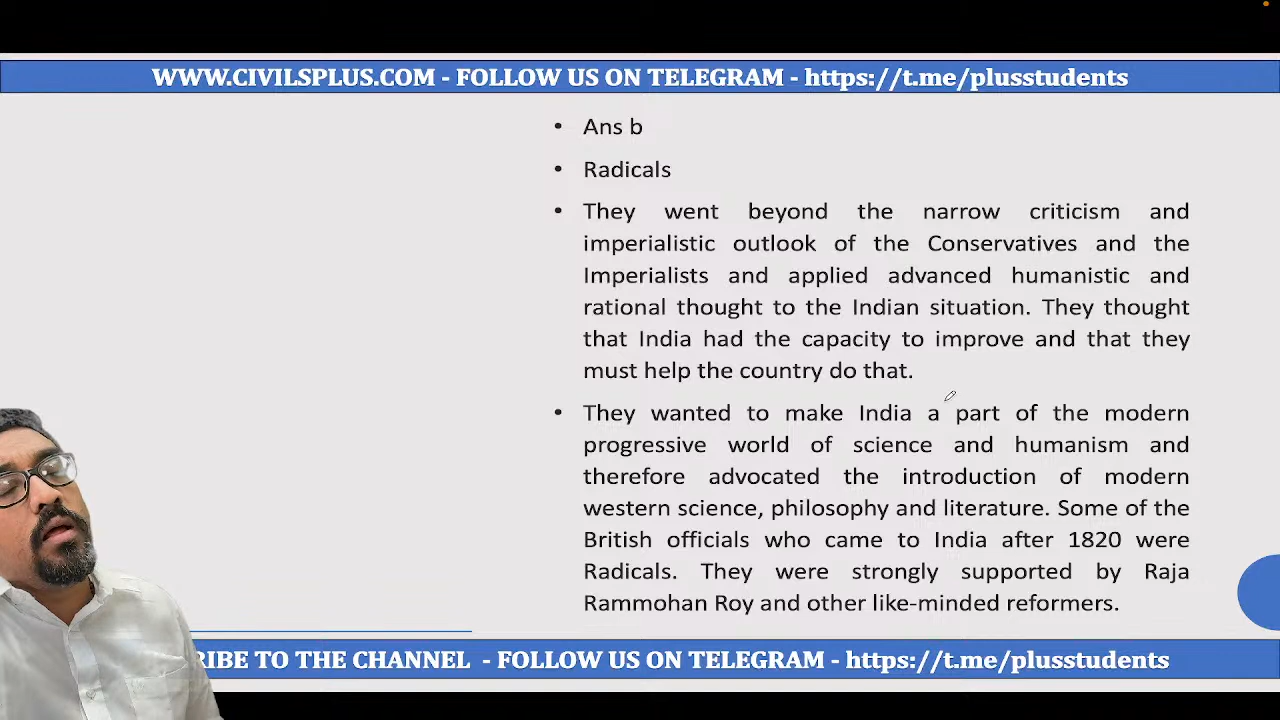 WWW.CIVILSPLUS.COM - FOLLOW US ON TELEGRAM - https://t.me/plusstudents
• Ans b
• Radicals
• They went beyond the narrow criticism and
imperialistic outlook of the Conservatives and the
Imperialists and applied advanced humanistic and
rational thought to the Indian situation. They thought
that India had the capacity to improve and that they
must help the country do that.
• They wanted to make India a part of the modern
progressive world of science and humanism and
therefore advocated the introduction of modern
western science, philosophy and literature. Some of the
British officials who came to India after 1820 were
Radicals. They were strongly supported by Raja
Rammohan Roy and other like-minded reformers.
RIBE TO THE CHANNEL - FOLLOW US ON TELEGRAM - https://t.me/plusstudents